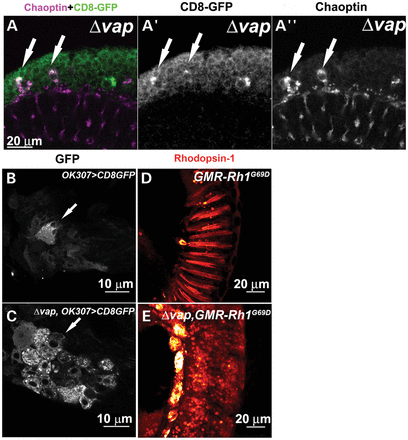 Chaoptin+CD8-GFP
CD8-GFP
Chaoptin
A
Δvap
A'
Δvap
A''
Δvap
20 μm
GFP
Rhodopsin-1
B
OK307>CD8GFP
D
GMR-Rh1G69D
10 μm
20 μm
C
Δvap, OK307>CD8GFP
E
Δvap,GMR-Rh1G69D
10 μm
20 μm